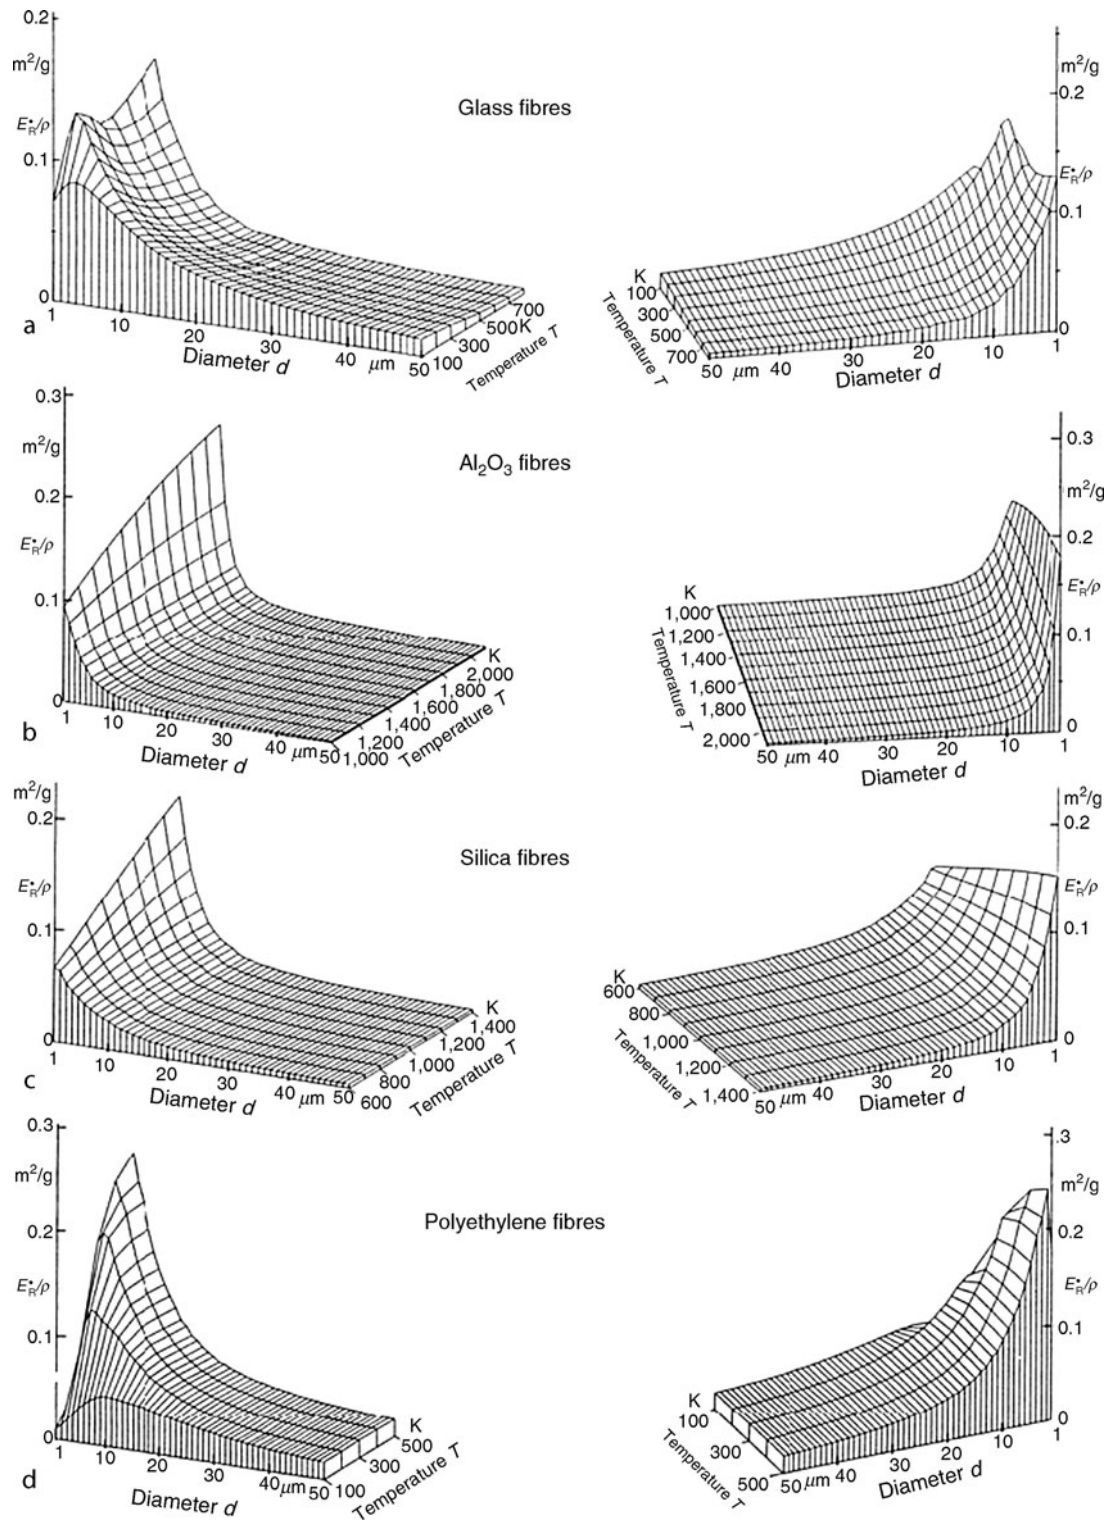 0.2
m²/g
E*R/ρ
0.1
0
1
10
20
30
40
μm
50
Diameter d
100
300
500K
700
Temperature T
a
Glass fibres
m²/g
0.2
E*R/ρ
0.1
0
K
100
300
500
700
Temperature T
50
μm
40
30
20
10
1
Diameter d
0.3
m²/g
0.2
E*R/ρ
0.1
0
1
10
20
30
40
μm
50
Diameter d
1,000
1,200
1,400
1,600
1,800
2,000
K
Temperature T
b
Al₂O₃ fibres
0.3
m²/g
0.2
E*R/ρ
0.1
0
K
1,000
1,200
1,400
1,600
1,800
2,000
Temperature T
50
μm
40
30
20
10
1
Diameter d
m²/g
0.2
E*R/ρ
0.1
0
1
10
20
30
40
μm
50
Diameter d
600
800
1,000
1,200
1,400
K
Temperature T
c
Silica fibres
m²/g
0.2
E*R/ρ
0.1
0
K
600
800
1,000
1,200
1,400
Temperature T
50
μm
40
30
20
10
1
Diameter d
0.3
m²/g
0.2
E*R/ρ
0.1
0
1
10
20
30
40
μm
50
Diameter d
100
300
500
K
Temperature T
d
Polyethylene fibres
.3
m²/g
0.2
E*R/ρ
0.1
0
K
100
300
500
Temperature T
50
μm
40
30
20
10
1
Diameter d